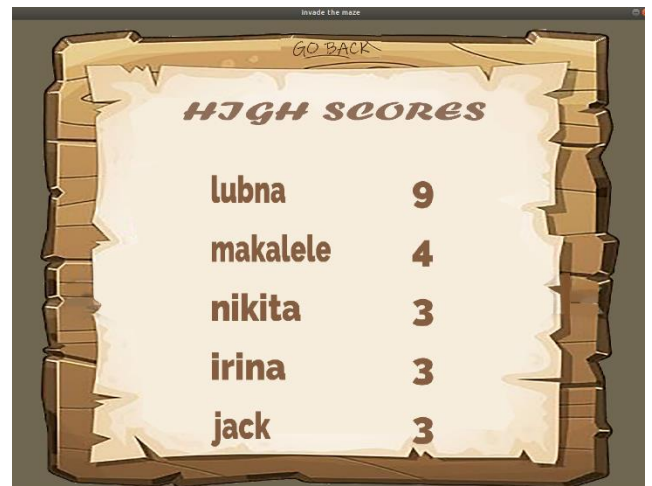 Invade the maze
GO BACK
HIGH SCORES
lubna 9
makalele 4
nikita 3
irina 3
jack 3